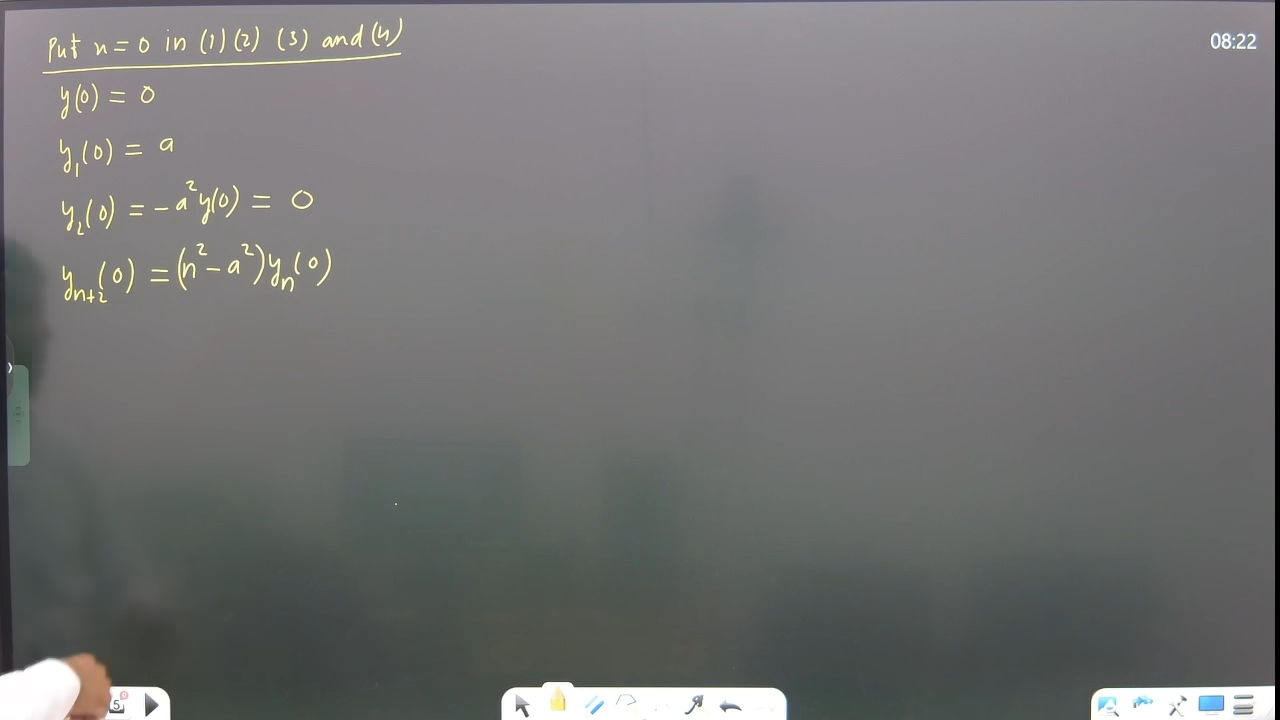 Put x = 0 in (1) (2) (3) and (4)
08:22
y(0) = 0
y₁(0) = a
y₂(0) = -a²y(0) = 0
yₙ₊₂(0) = (n² - a²)yₙ(0)
5